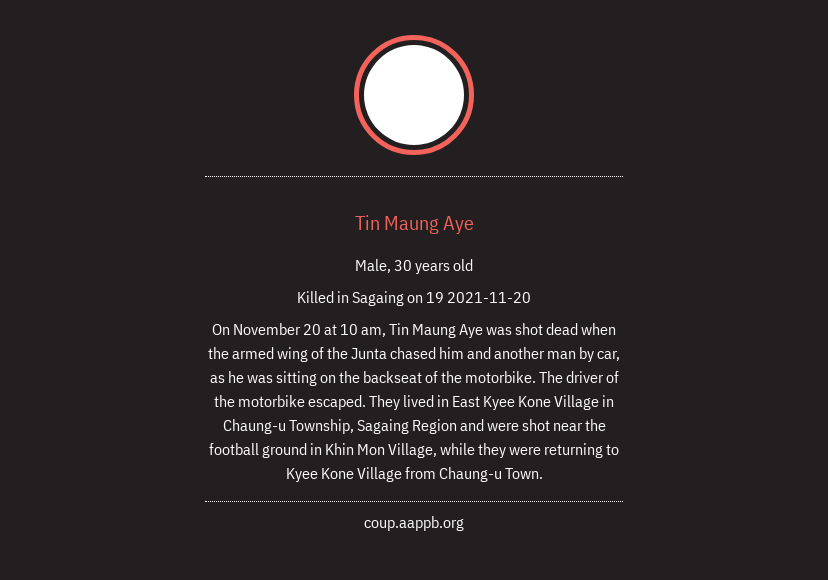 Tin Maung Aye
Male, 30 years old
Killed in Sagaing on 19 2021-11-20
On November 20 at 10 am, Tin Maung Aye was shot dead when
the armed wing of the Junta chased him and another man by car,
as he was sitting on the backseat of the motorbike. The driver of
the motorbike escaped. They lived in East Kyee Kone Village in
Chaung-u Township, Sagaing Region and were shot near the
football ground in Khin Mon Village, while they were returning to
Kyee Kone Village from Chaung-u Town.
coup.aappb.org